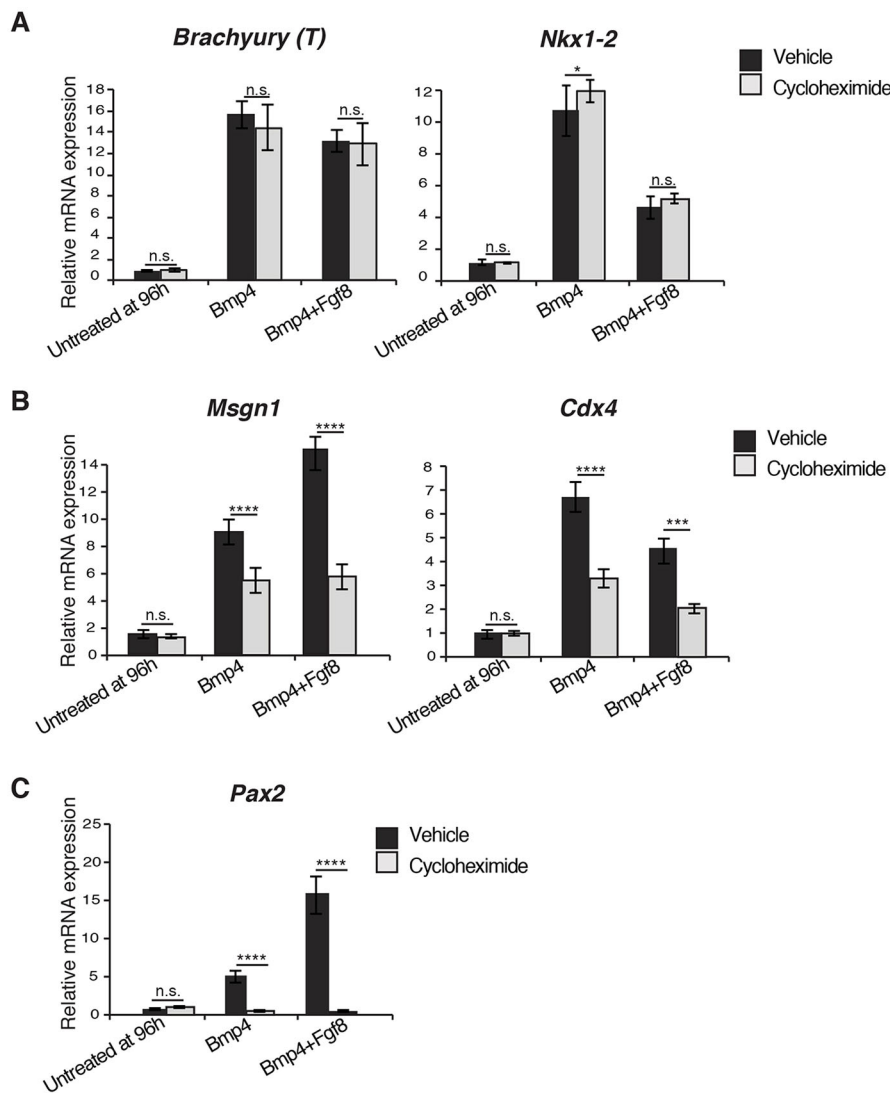 A
Brachyury (T)
Nkx1-2
Vehicle
Cycloheximide
Relative mRNA expression
18
16
14
12
10
8
6
4
2
0
n.s.
n.s.
n.s.
Untreated at 96h
Bmp4
Bmp4+Fgf8
12
10
8
6
4
2
0
n.s.
*
n.s.
Untreated at 96h
Bmp4
Bmp4+Fgf8
B
Msgn1
Cdx4
Vehicle
Cycloheximide
Relative mRNA expression
14
12
10
8
6
4
2
0
n.s.
****
****
Untreated at 96h
Bmp4
Bmp4+Fgf8
8
7
6
5
4
3
2
1
0
n.s.
****
***
Untreated at 96h
Bmp4
Bmp4+Fgf8
C
Pax2
Vehicle
Cycloheximide
Relative mRNA expression
25
20
15
10
5
0
n.s.
****
****
Untreated at 96h
Bmp4
Bmp4+Fgf8